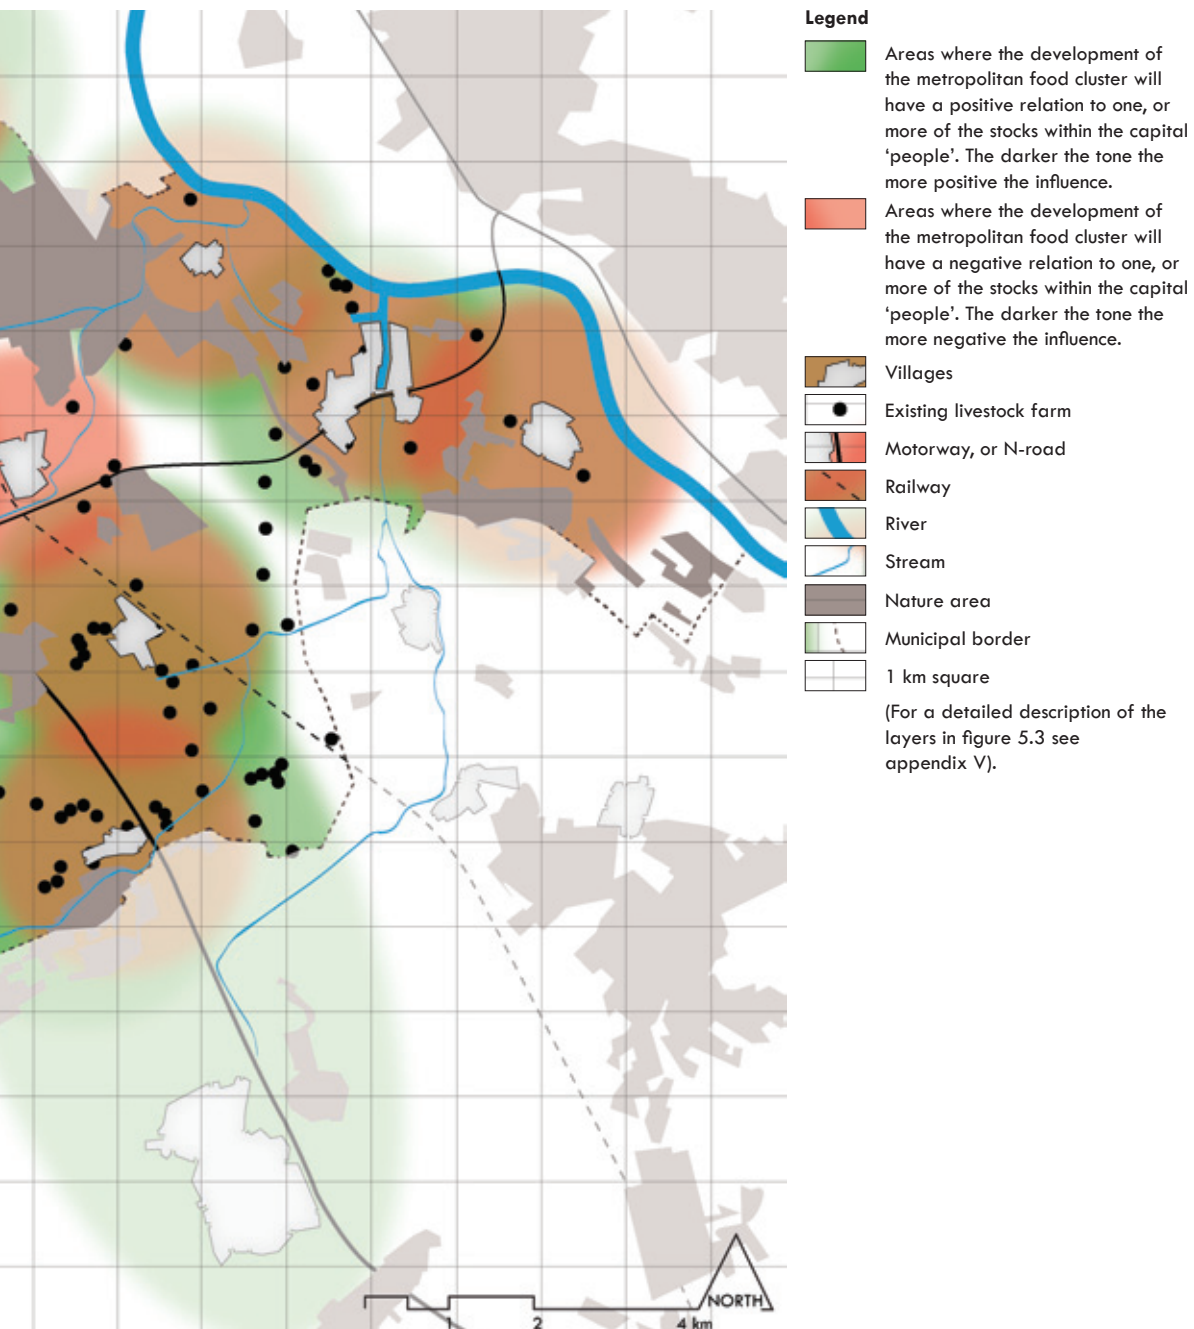 Legend
Areas where the development of
the metropolitan food cluster will
have a positive relation to one, or
more of the stocks within the capital
‘people’. The darker the tone the
more positive the influence.
Areas where the development of
the metropolitan food cluster will
have a negative relation to one, or
more of the stocks within the capital
‘people’. The darker the tone the
more negative the influence.
Villages
Existing livestock farm
Motorway, or N-road
Railway
River
Stream
Nature area
Municipal border
1 km square
(For a detailed description of the
layers in figure 5.3 see
appendix V).
NORTH
1 2 4 km